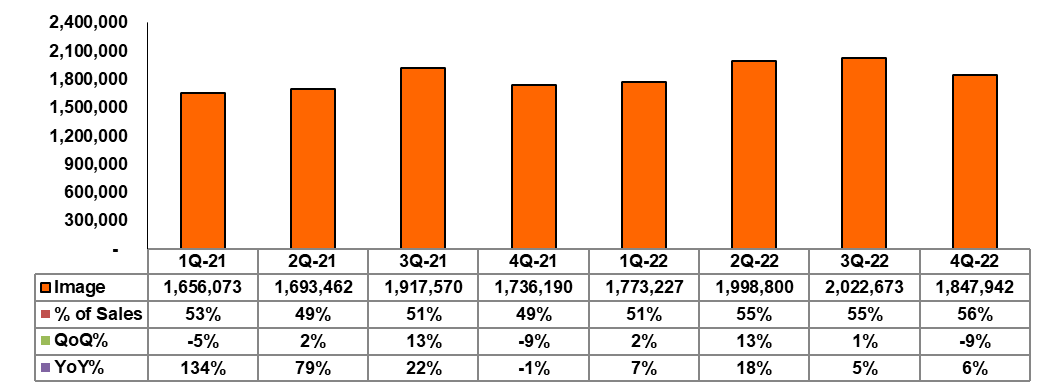 2,400,000
2,100,000
1,800,000
1,500,000
1,200,000
900,000
600,000
300,000
-
1Q-21 2Q-21 3Q-21 4Q-21 1Q-22 2Q-22 3Q-22 4Q-22
Image 1,656,073 1,693,462 1,917,570 1,736,190 1,773,227 1,998,800 2,022,673 1,847,942
% of Sales 53% 49% 51% 49% 51% 55% 55% 56%
QoQ% -5% 2% 13% -9% 2% 13% 1% -9%
YoY% 134% 79% 22% -1% 7% 18% 5% 6%